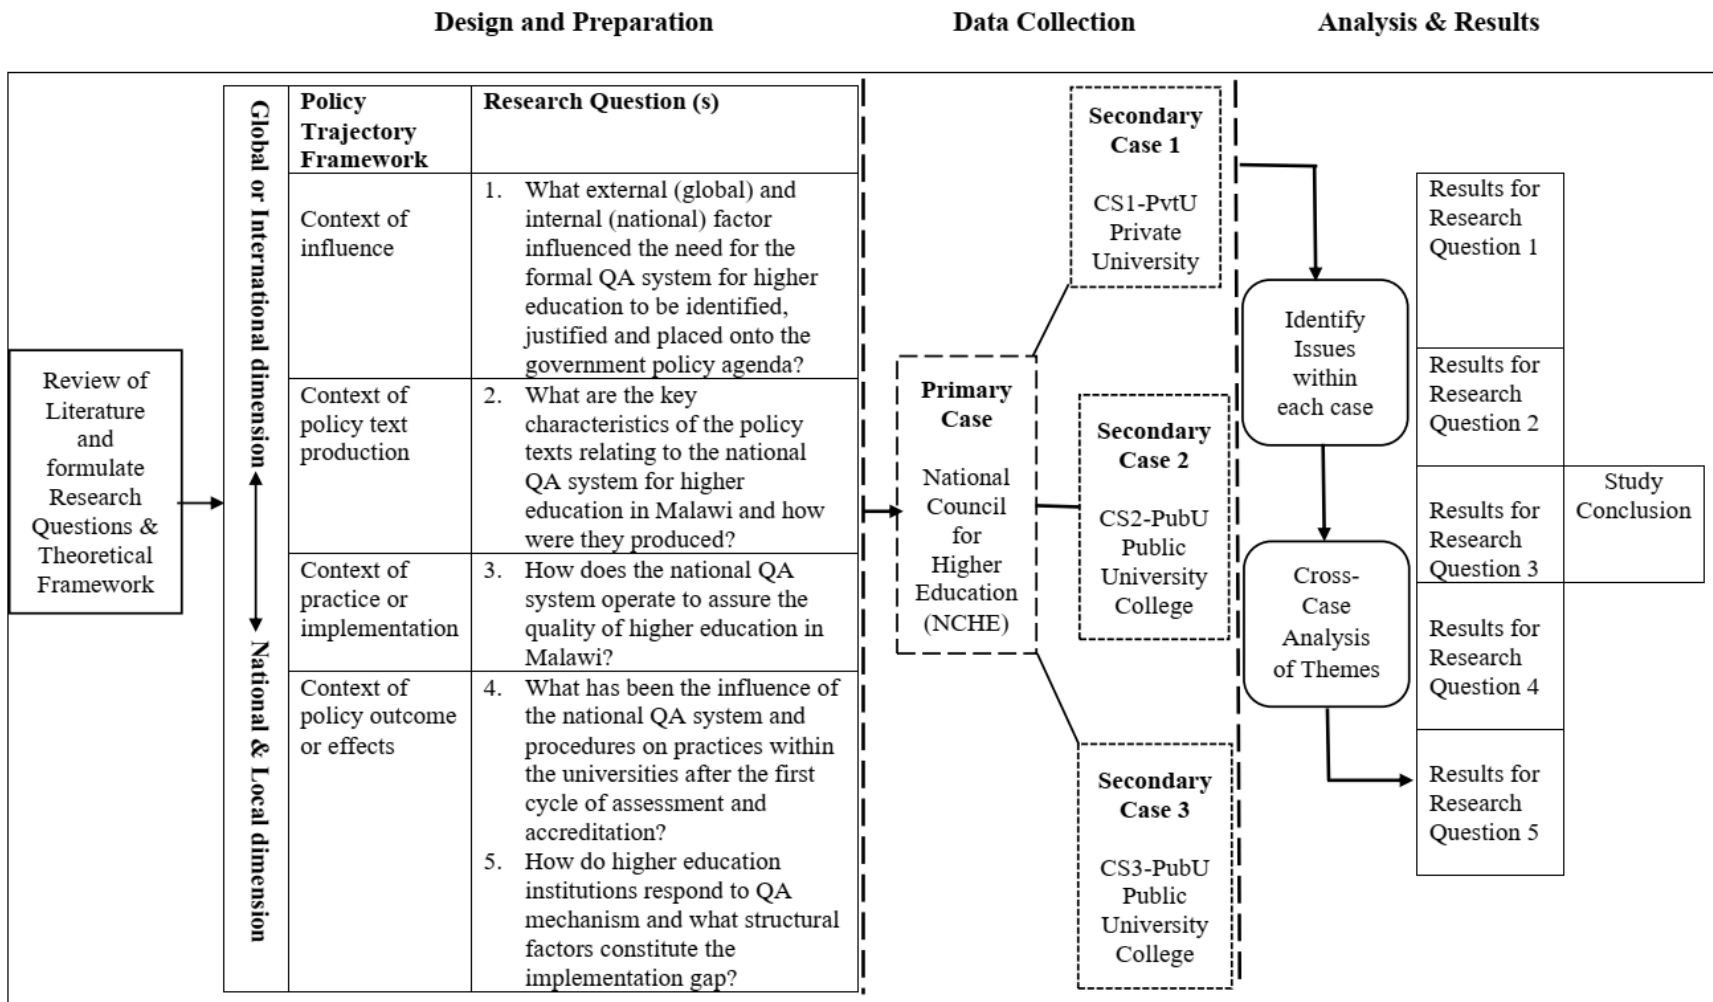 Design and Preparation
Data Collection
Analysis & Results
Review of
Literature
and
formulate
Research
Questions &
Theoretical
Framework
Global or International dimension
National & Local dimension
Policy
Trajectory
Framework
Research Question (s)
Context of
influence
1. What external (global) and
internal (national) factor
influenced the need for the
formal QA system for higher
education to be identified,
justified and placed onto the
government policy agenda?
Context of
policy text
production
2. What are the key
characteristics of the policy
texts relating to the national
QA system for higher
education in Malawi and how
were they produced?
Context of
practice or
implementation
3. How does the national QA
system operate to assure the
quality of higher education in
Malawi?
Context of
policy outcome
or effects
4. What has been the influence of
the national QA system and
procedures on practices within
the universities after the first
cycle of assessment and
accreditation?
5. How do higher education
institutions respond to QA
mechanism and what structural
factors constitute the
implementation gap?
Primary
Case
National
Council
for
Higher
Education
(NCHE)
Secondary
Case 1
CS1-PvtU
Private
University
Secondary
Case 2
CS2-PubU
Public
University
College
Secondary
Case 3
CS3-PubU
Public
University
College
Identify
Issues
within
each case
Cross-
Case
Analysis
of Themes
Results for
Research
Question 1
Results for
Research
Question 2
Results for
Research
Question 3
Results for
Research
Question 4
Results for
Research
Question 5
Study
Conclusion